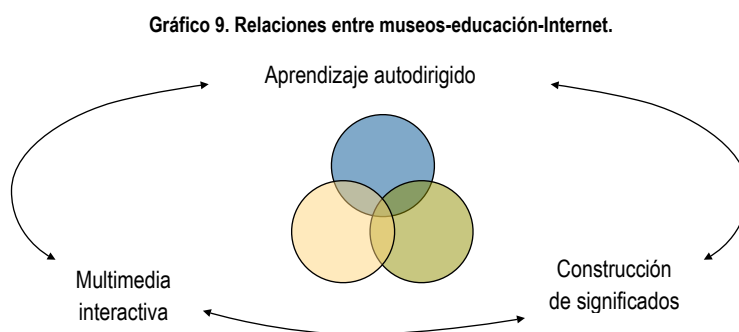 Gráfico 9. Relaciones entre museos-educación-Internet.
Aprendizaje autodirigido
Multimedia
interactiva
Construcción
de significados